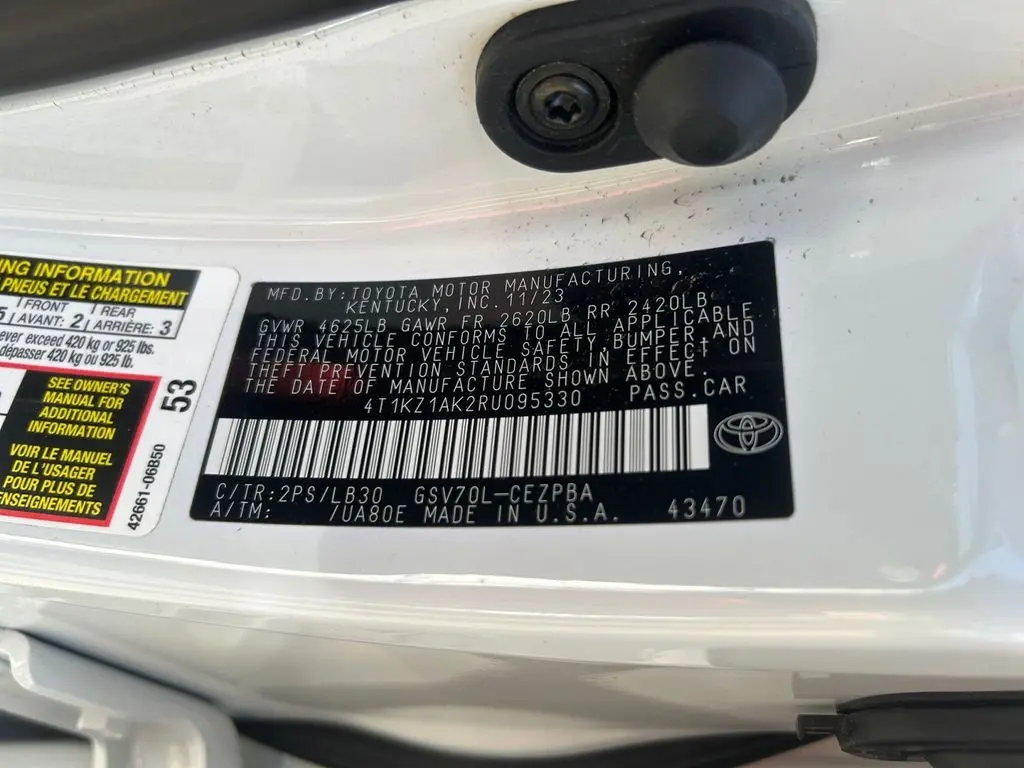 NG INFORMATION
PNEUS ET LE CHARGEMENT
FRONT REAR
AVANT: 2 ARRIÈRE: 3
ever exceed 420 kg or 925 lbs.
dépasser 420 kg ou 925 lb.
SEE OWNER'S
MANUAL FOR
ADDITIONAL
INFORMATION
VOIR LE MANUEL
DE L'USAGER
POUR PLUS DE
ENSEIGNEMENTS
53
42661-06B50
MFD.BY:TOYOTA MOTOR MANUFACTURING,
KENTUCKY, INC. 11/23
GVWR 4625LB GAWR FR 2620LB RR 2420LB
THIS VEHICLE CONFORMS TO ALL APPLICABLE
FEDERAL MOTOR VEHICLE SAFETY,BUMPER,AND
THEFT PREVENTION STANDARDS IN EFFECT ON
THE DATE OF MANUFACTURE SHOWN ABOVE.
4T1KZ1AK2RU095330 PASS.CAR
C/TR:2PS/LB30 GSV70L-CEZPBA
A/TM: /UA80E MADE IN U.S.A. 43470